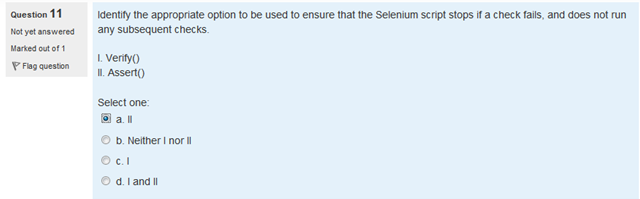 Question 11
Not yet answered
Marked out of 1
Flag question
Identify the appropriate option to be used to ensure that the Selenium script stops if a check fails, and does not run
any subsequent checks.
I. Verify()
II. Assert()
Select one:
a. II
b. Neither I nor II
c. I
d. I and II